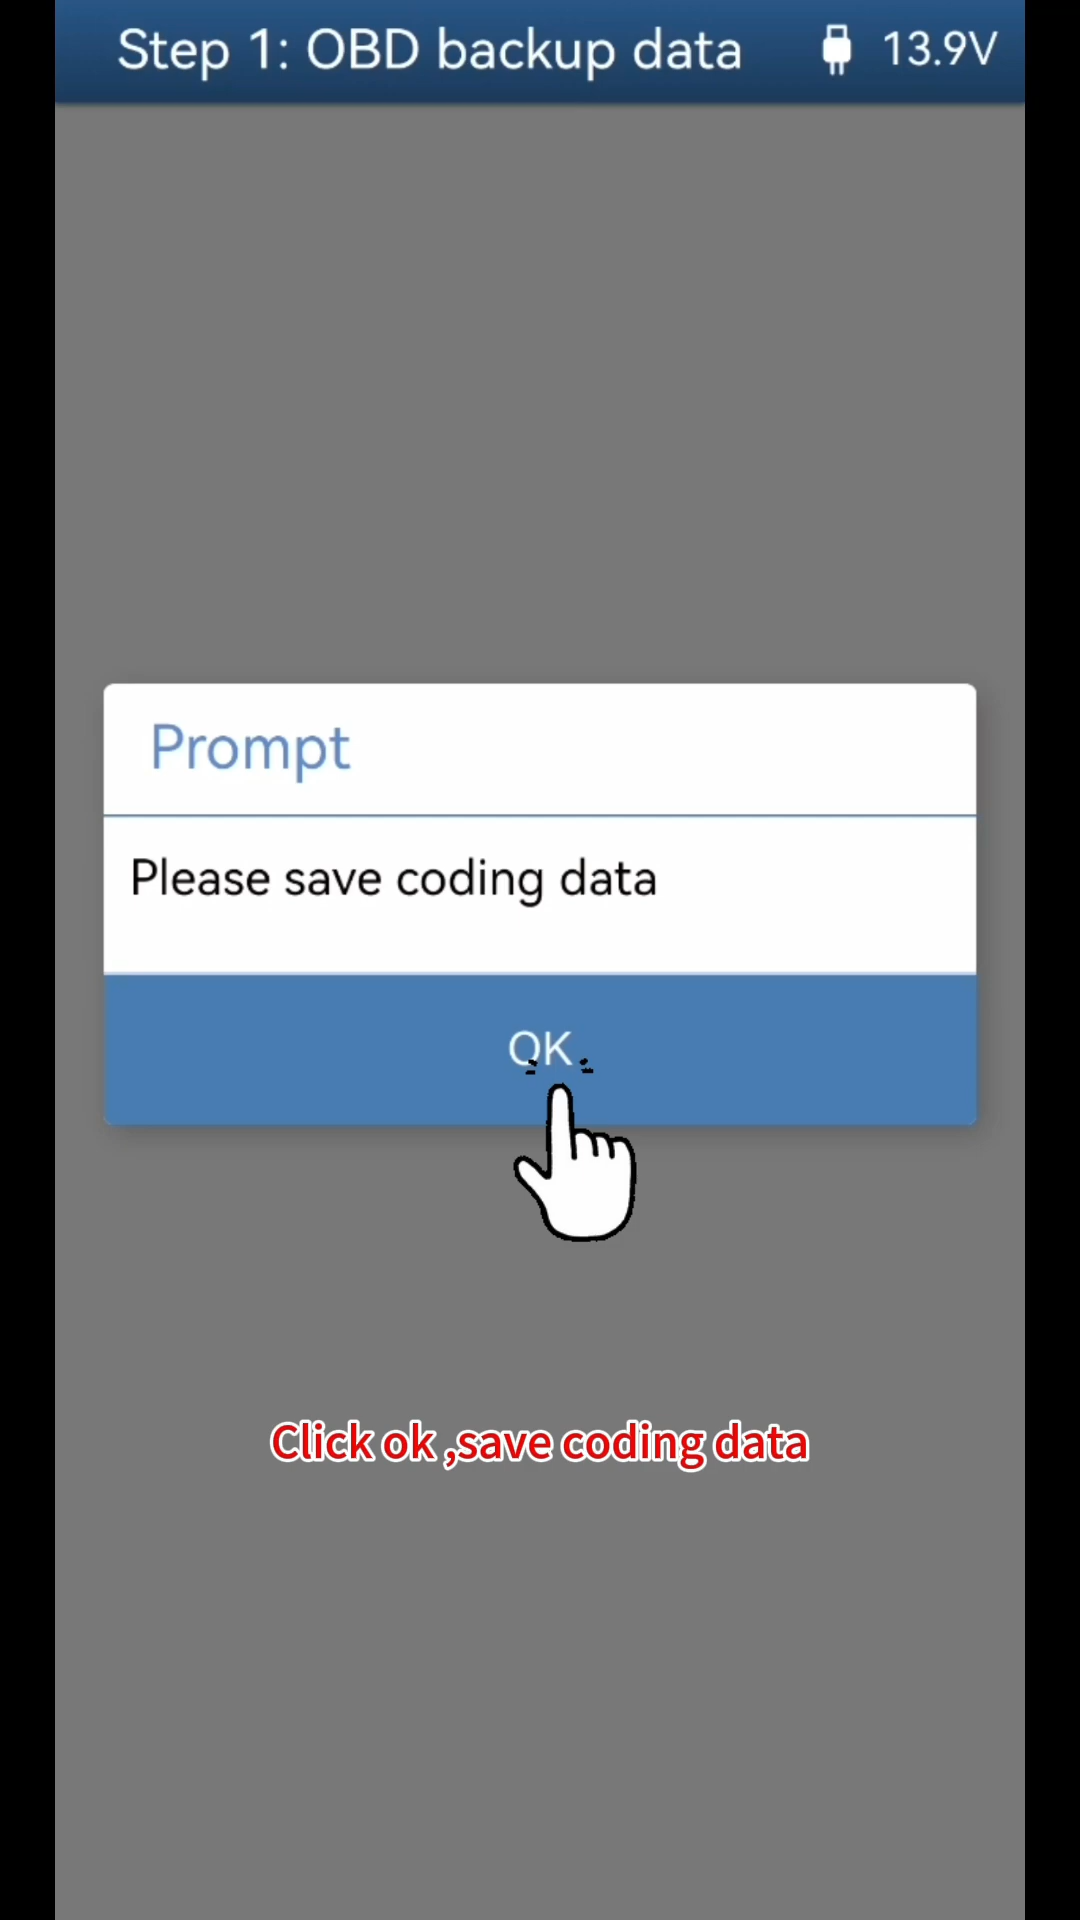 Step 1: OBD backup data 13.9V
Prompt
Please save coding data
OK
Click ok ,save coding data